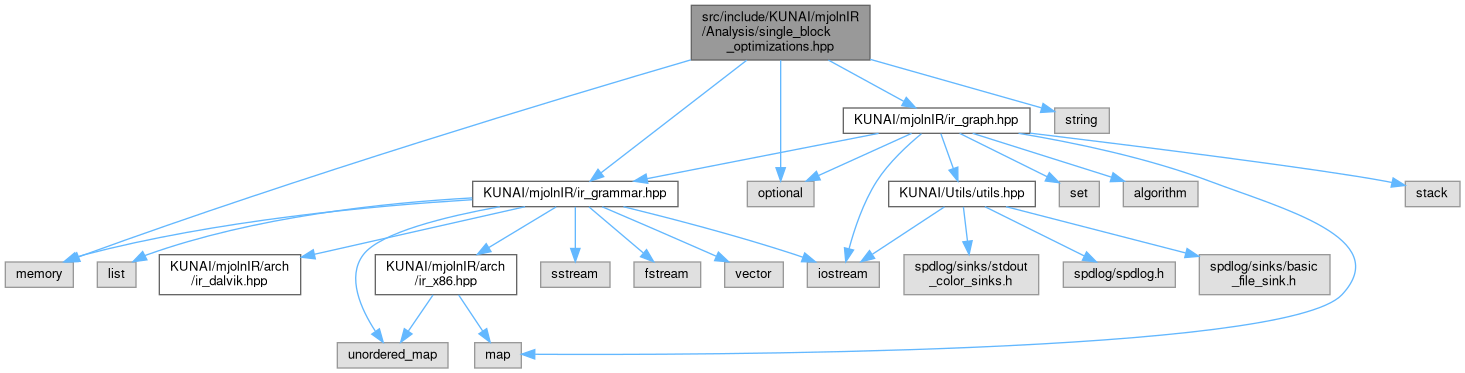 src/include/KUNAI/mjolnIR
/Analysis/single_block
_optimizations.hpp
KUNAI/mjolnIR/ir_graph.hpp
string
KUNAI/mjolnIR/ir_grammar.hpp
optional
KUNAI/Utils/utils.hpp
set
algorithm
stack
memory
list
KUNAI/mjolnIR/arch
/ir_dalvik.hpp
KUNAI/mjolnIR/arch
/ir_x86.hpp
sstream
fstream
vector
iostream
spdlog/sinks/stdout
_color_sinks.h
spdlog/spdlog.h
spdlog/sinks/basic
_file_sink.h
unordered_map
map